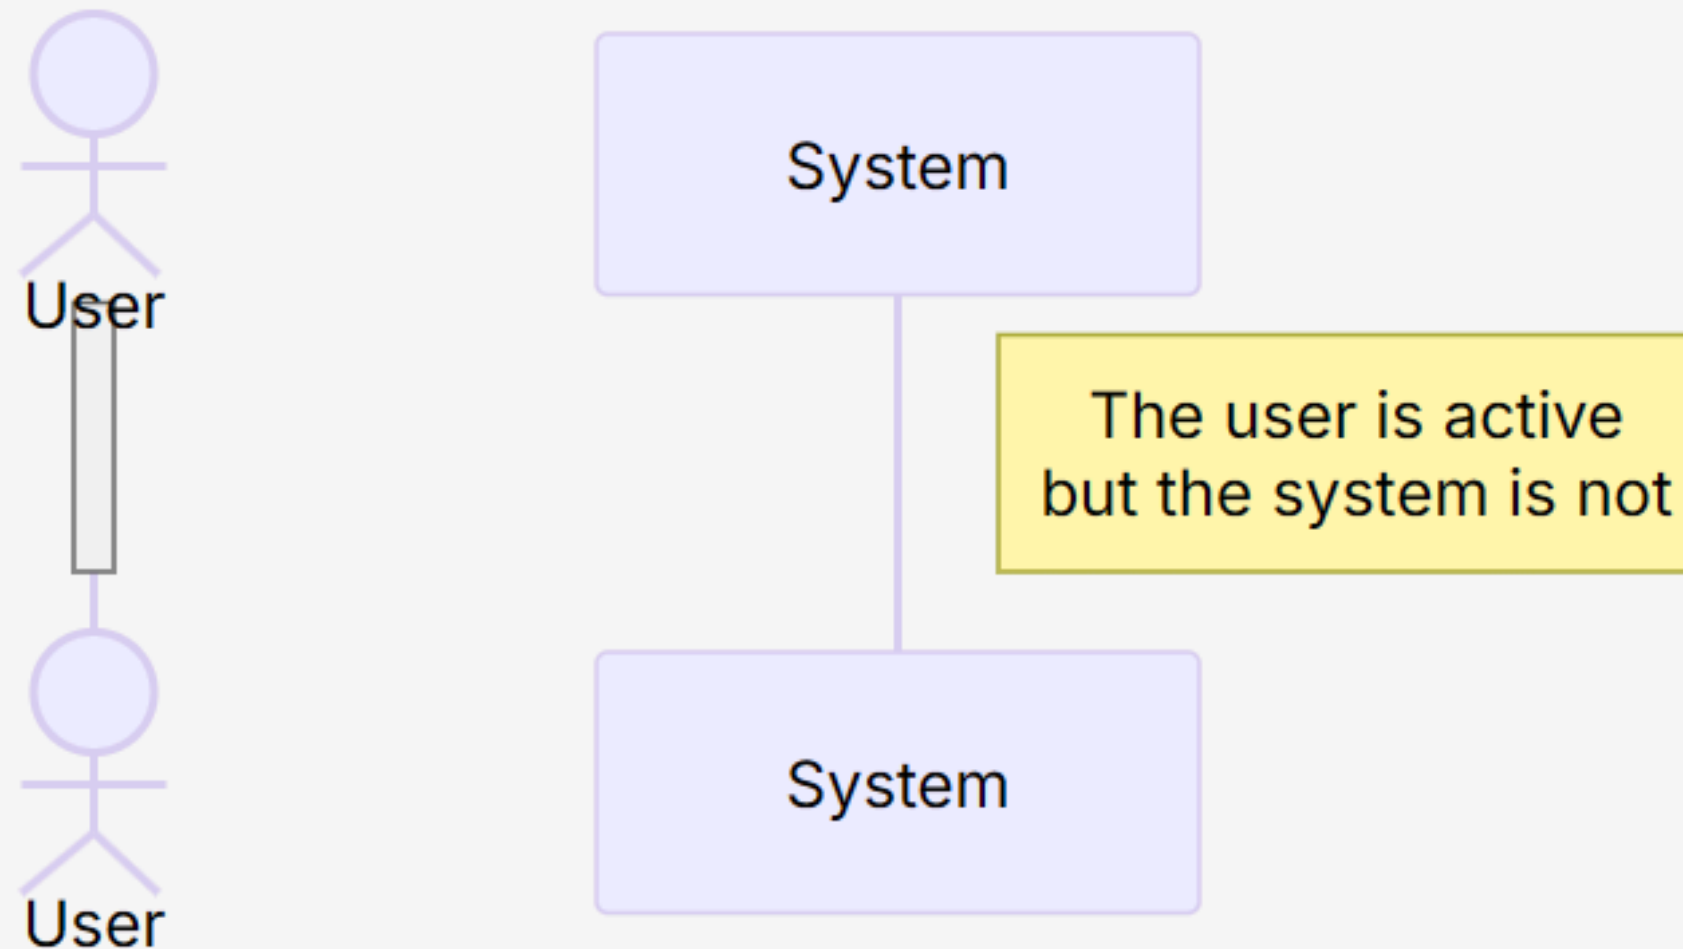 System
User
The user is active
but the system is not
System
User